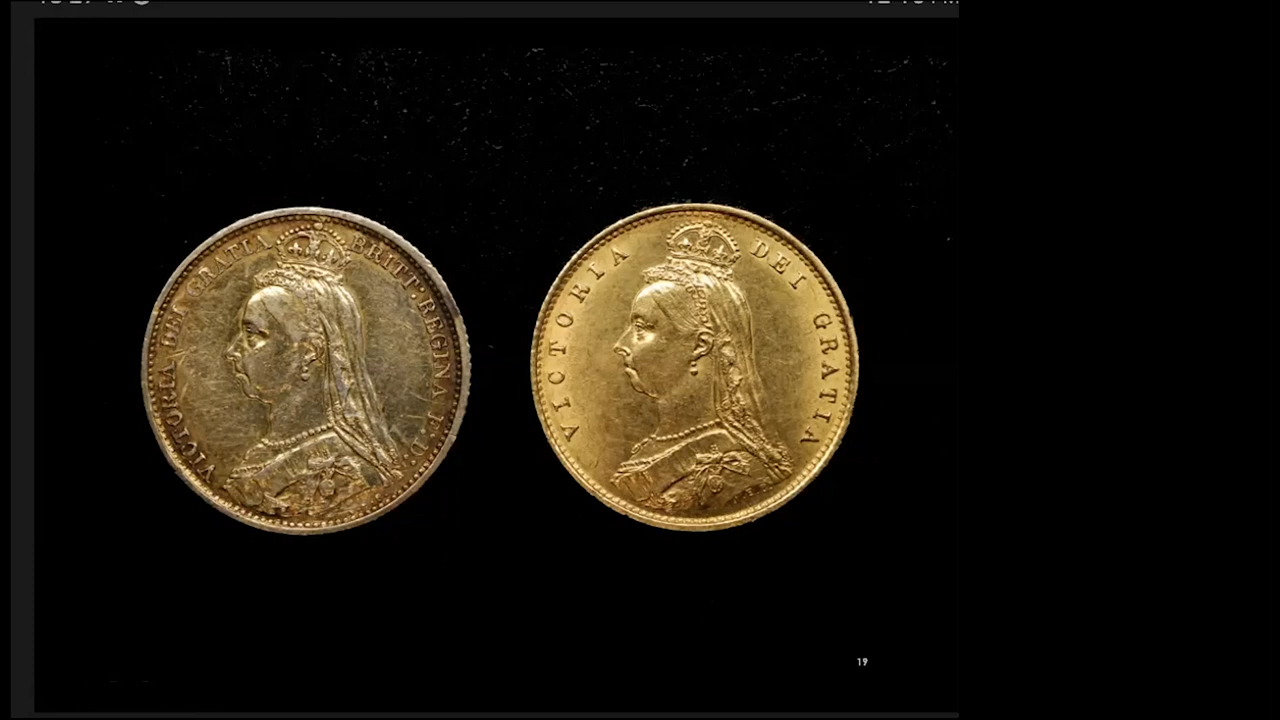 VICTORIA DEI GRATIA BRITT: REGINA F: D:
VICTORIA DEI GRATIA
19